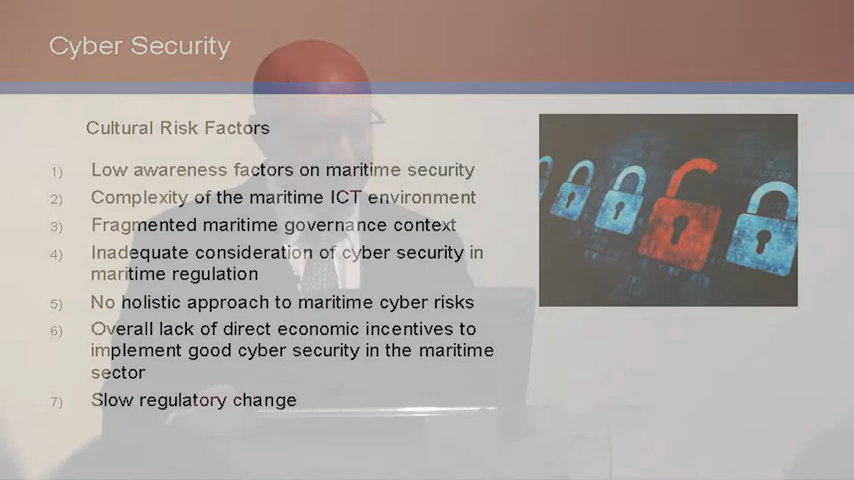 Cyber Security
Cultural Risk Factors
1) Low awareness factors on maritime security
2) Complexity of the maritime ICT environment
3) Fragmented maritime governance context
4) Inadequate consideration of cyber security in
maritime regulation
5) No holistic approach to maritime cyber risks
6) Overall lack of direct economic incentives to
implement good cyber security in the maritime
sector
7) Slow regulatory change